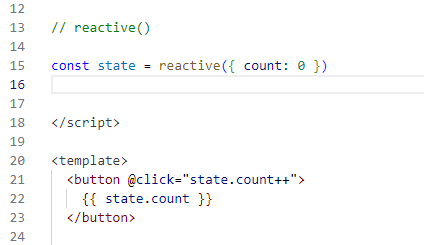 12
13 // reactive()
14
15 const state = reactive({ count: 0 })
16
17
18 </script>
19
20 <template>
21 <button @click="state.count++">
22 {{ state.count }}
23 </button>
24